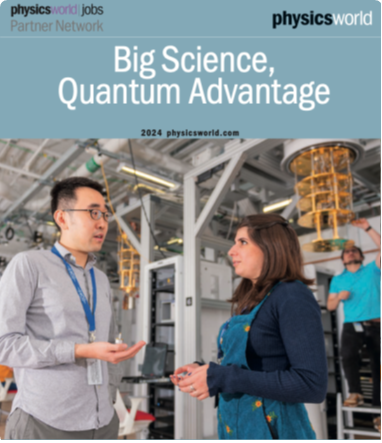 physicsworld|jobs
Partner Network
physicsworld
Big Science,
Quantum Advantage
2024 physicsworld.com